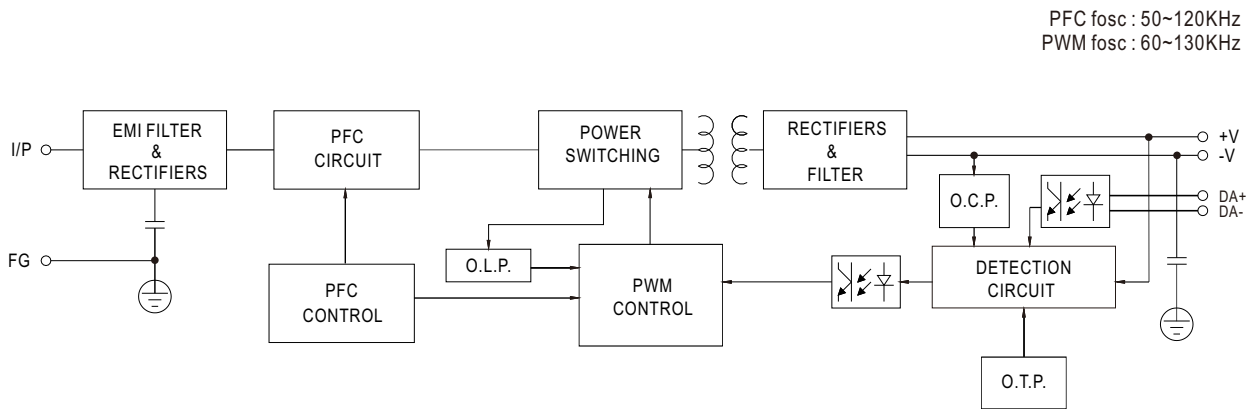 PFC fosc : 50~120KHz
PWM fosc : 60~130KHz
I/P
EMI FILTER
&
RECTIFIERS
PFC
CIRCUIT
POWER
SWITCHING
RECTIFIERS
&
FILTER
+V
-V
DA+
DA-
O.C.P.
FG
O.L.P.
PFC
CONTROL
PWM
CONTROL
DETECTION
CIRCUIT
O.T.P.